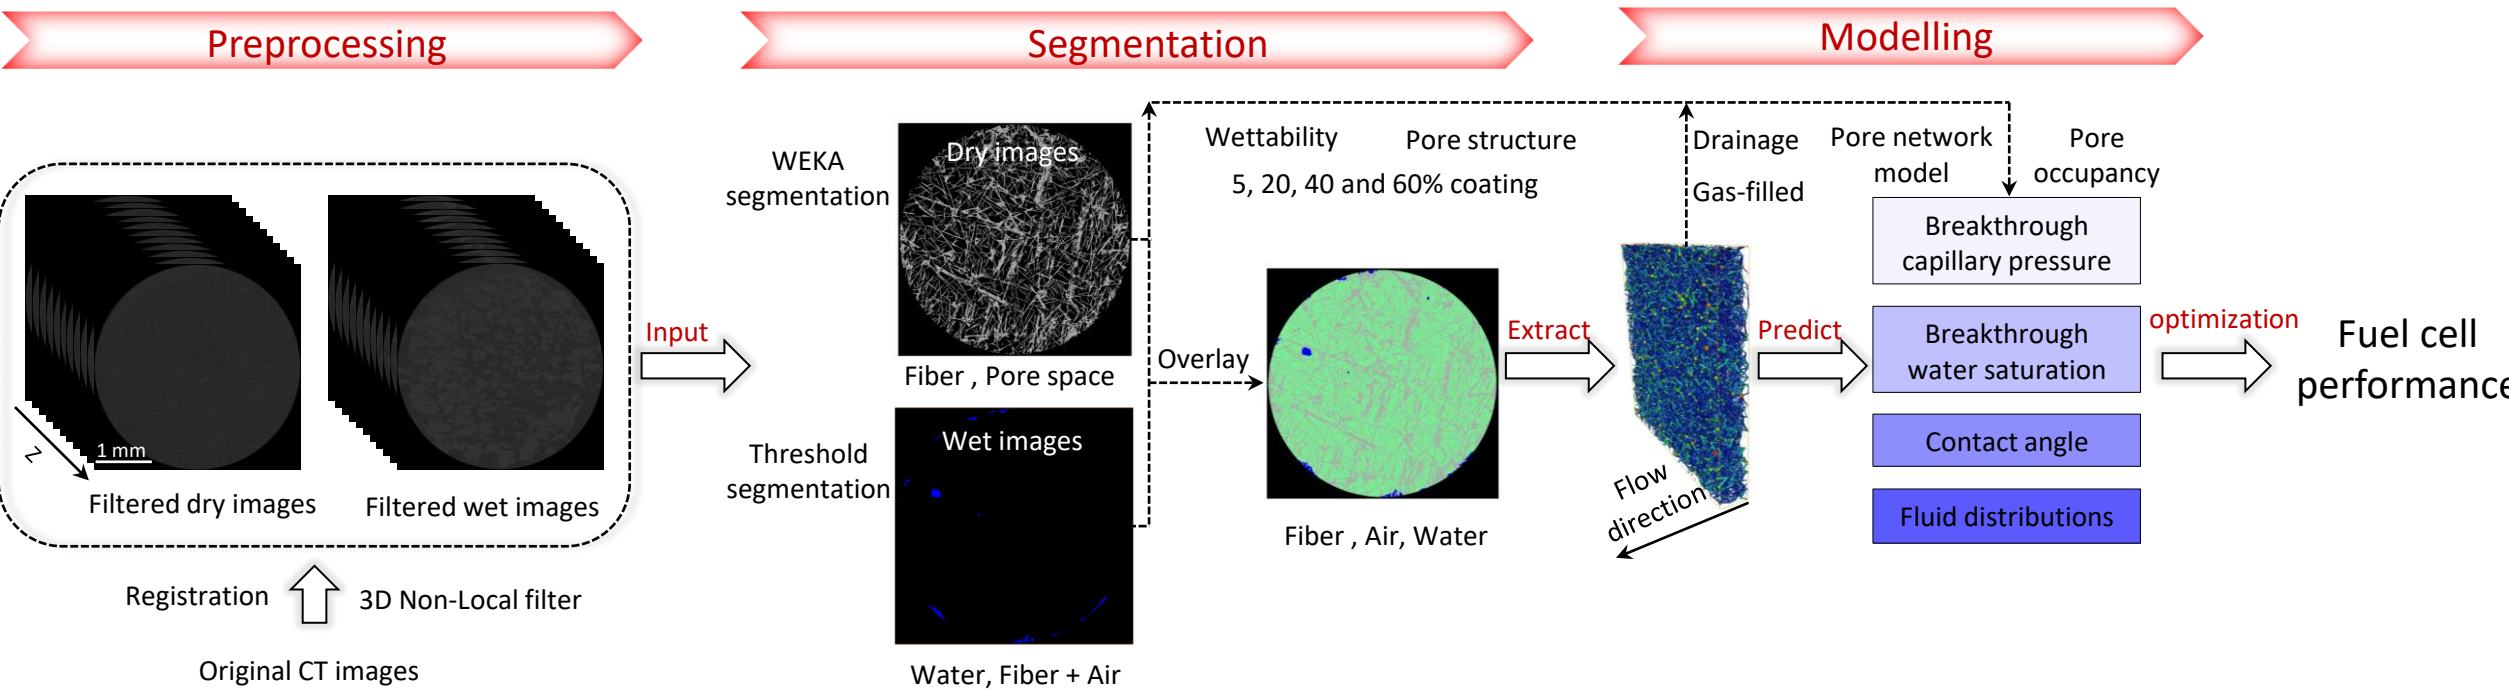 Preprocessing
Segmentation
Modelling
Filtered dry images
Filtered wet images
Z
1 mm
Registration
3D Non-Local filter
Original CT images
Input
WEKA
segmentation
Dry images
Fiber , Pore space
Threshold
segmentation
Wet images
Water, Fiber + Air
Overlay
Wettability
Pore structure
5, 20, 40 and 60% coating
Fiber , Air, Water
Extract
Drainage
Gas-filled
Flow
direction
Predict
Pore network
model
Pore
occupancy
Breakthrough
capillary pressure
Breakthrough
water saturation
Contact angle
Fluid distributions
optimization
Fuel cell
performance